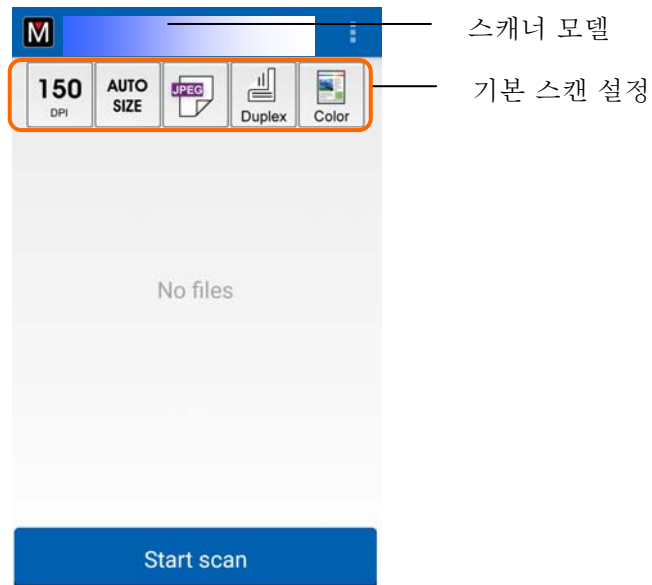 M
스캐너 모델
150
DPI
AUTO
SIZE
JPEG
Duplex
Color
기본 스캔 설정
No files
Start scan